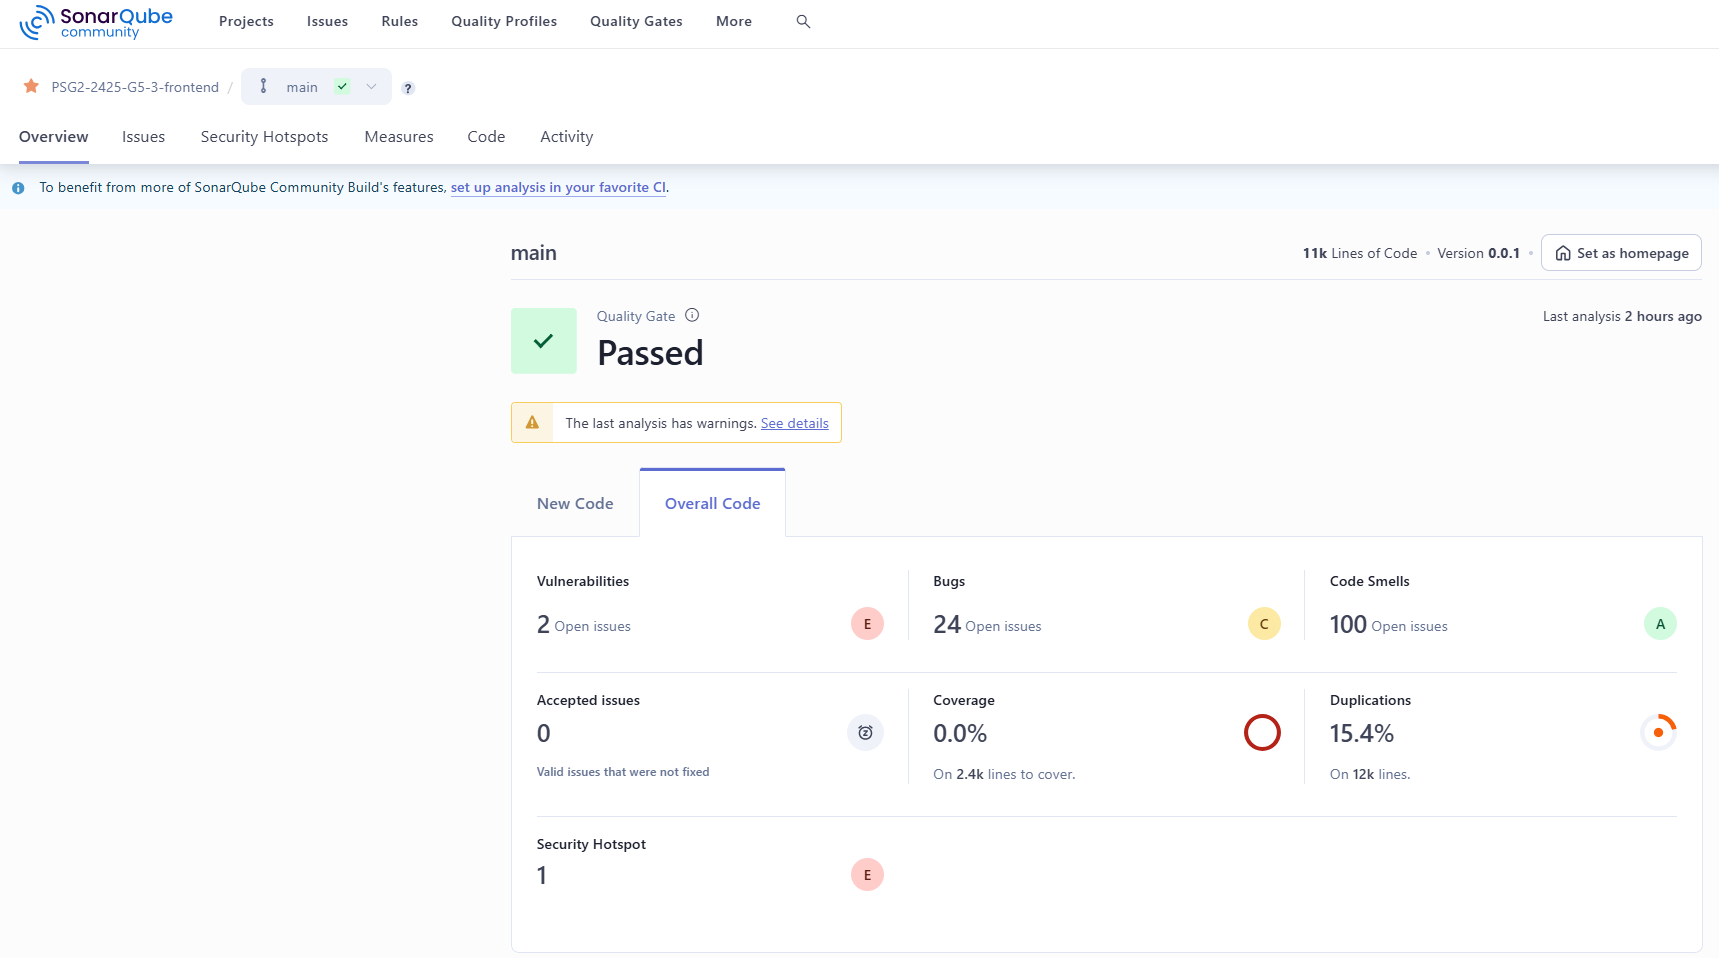 SonarQube community
Projects Issues Rules Quality Profiles Quality Gates More
PSG2-2425-G5-3-frontend / main ?
Overview Issues Security Hotspots Measures Code Activity
To benefit from more of SonarQube Community Build's features, set up analysis in your favorite CI.
main
11k Lines of Code • Version 0.0.1 • Set as homepage
Quality Gate
Last analysis 2 hours ago
Passed
The last analysis has warnings. See details
New Code Overall Code
Vulnerabilities
2 Open issues E
Bugs
24 Open issues C
Code Smells
100 Open issues A
Accepted issues
0
Valid issues that were not fixed
Coverage
0.0%
On 2.4k lines to cover.
Duplications
15.4%
On 12k lines.
Security Hotspot
1 E